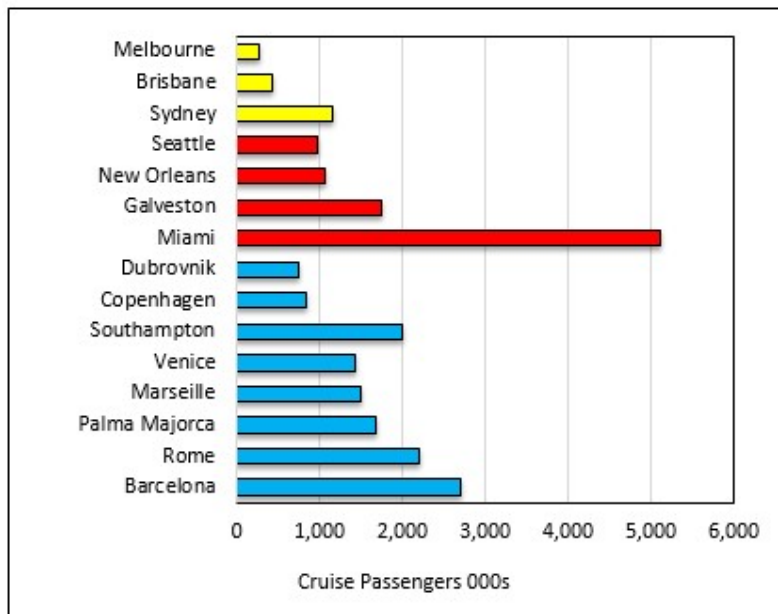 Melbourne
Brisbane
Sydney
Seattle
New Orleans
Galveston
Miami
Dubrovnik
Copenhagen
Southampton
Venice
Marseille
Palma Majorca
Rome
Barcelona
0 1,000 2,000 3,000 4,000 5,000 6,000
Cruise Passengers 000s